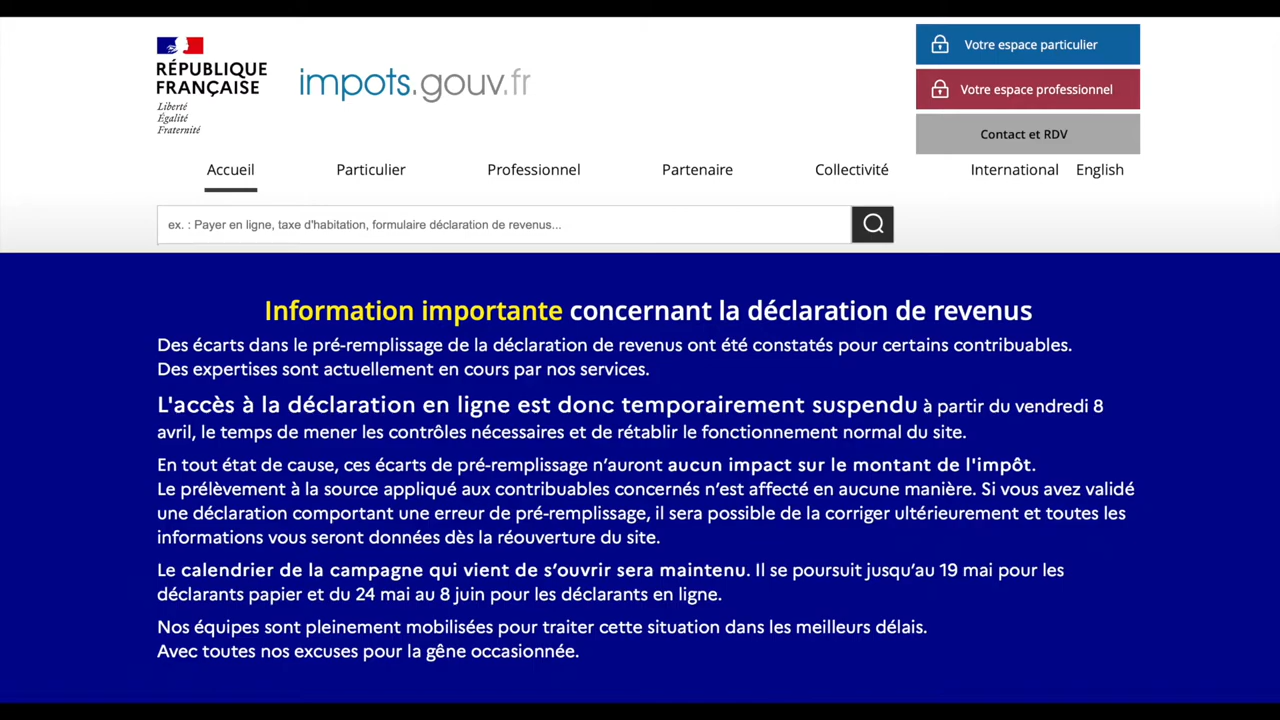 RÉPUBLIQUE
FRANÇAISE
Liberté
Égalité
Fraternité
impots.gouv.fr
Votre espace particulier
Votre espace professionnel
Contact et RDV
Accueil Particulier Professionnel Partenaire Collectivité International English
ex. : Payer en ligne, taxe d'habitation, formulaire déclaration de revenus...
Information importante concernant la déclaration de revenus
Des écarts dans le pré-remplissage de la déclaration de revenus ont été constatés pour certains contribuables.
Des expertises sont actuellement en cours par nos services.
L'accès à la déclaration en ligne est donc temporairement suspendu à partir du vendredi 8
avril, le temps de mener les contrôles nécessaires et de rétablir le fonctionnement normal du site.
En tout état de cause, ces écarts de pré-remplissage n’auront aucun impact sur le montant de l'impôt.
Le prélèvement à la source appliqué aux contribuables concernés n’est affecté en aucune manière. Si vous avez validé
une déclaration comportant une erreur de pré-remplissage, il sera possible de la corriger ultérieurement et toutes les
informations vous seront données dès la réouverture du site.
Le calendrier de la campagne qui vient de s’ouvrir sera maintenu. Il se poursuit jusqu’au 19 mai pour les
déclarants papier et du 24 mai au 8 juin pour les déclarants en ligne.
Nos équipes sont pleinement mobilisées pour traiter cette situation dans les meilleurs délais.
Avec toutes nos excuses pour la gêne occasionnée.